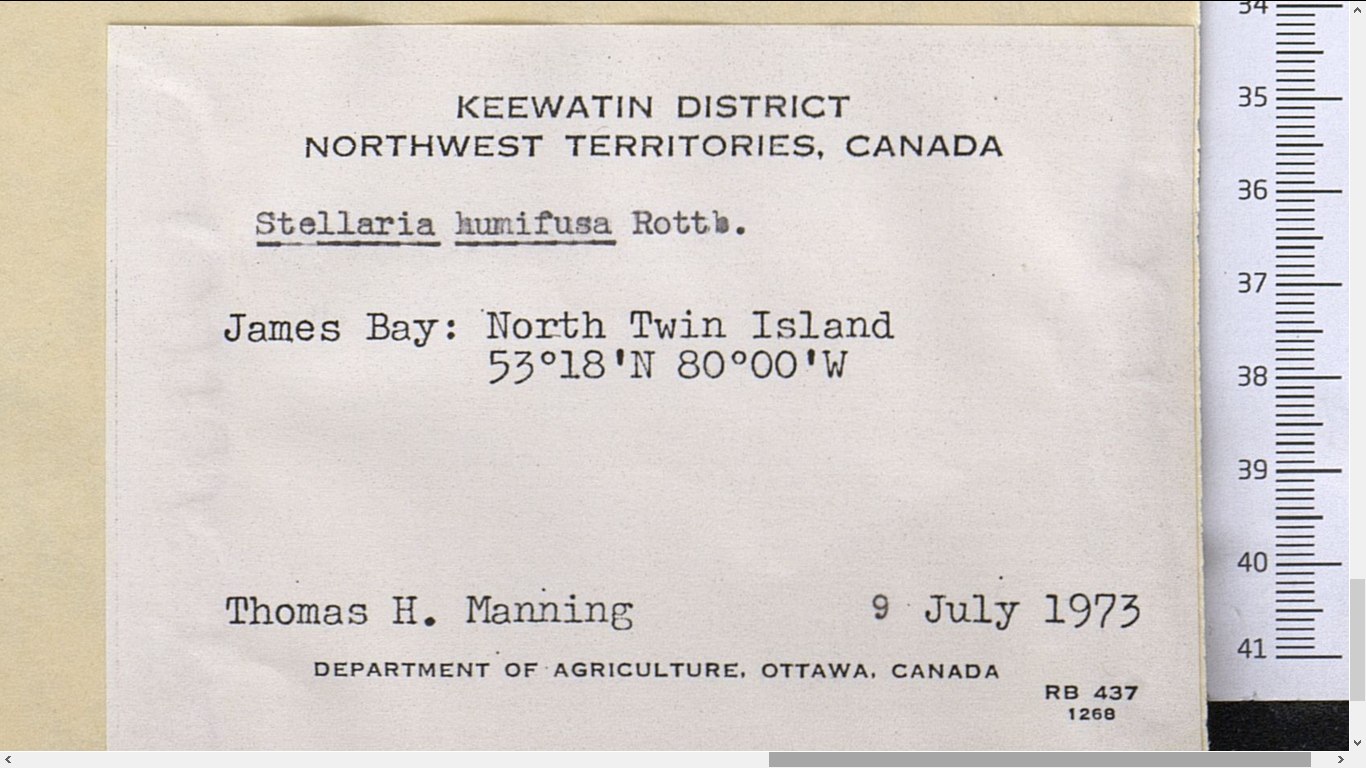 34
35
36
37
38
39
40
41
KEEWATIN DISTRICT
NORTHWEST TERRITORIES, CANADA
Stellaria humifusa Rottb.
James Bay: North Twin Island
53°18'N 80°00'W
Thomas H. Manning 9 July 1973
DEPARTMENT OF AGRICULTURE, OTTAWA, CANADA
RB 437
1268